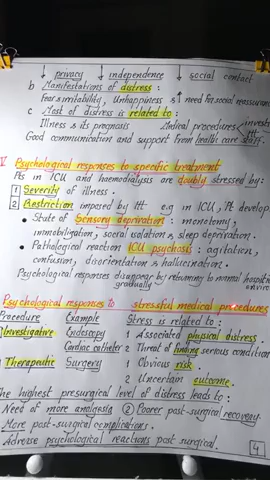 ↓ privacy ↓ independence ↓ social contact
b Manifestations of distress :
Fear & irritability, Unhappiness & ↑ need for social reassurance
c Most of distress is related to :
Illness & its prognosis Medical procedures
Good communication and support from health care staff
V Psychological responses to specific treatment
Pts in ICU and haemodialysis are doubly stressed by:
1 Severity of illness.
2 Restriction imposed by ttt e.g in ICU, Pt develop
• State of Sensory deprivation : monotony,
immobilization, social isolation & sleep deprivation.
• Pathological reaction ICU psychosis : agitation,
confusion, disorientation & hallucination.
Psychological responses disappear by returning to normal hospital
gradually
Psychological responses to stressful medical procedures
Procedure Example Stress is related to :
Investigative Endoscopy 1 Associated physical distress
Cardiac catheter 2 Threat of finding serious condition
Therapeutic Surgery 1 Obvious risk.
2 Uncertain outcome.
The highest presurgical level of distress leads to :
Need of more analgesia ② Poorer post-surgical recovery
More post-surgical complications.
Adverse psychological reactions post surgical.
4